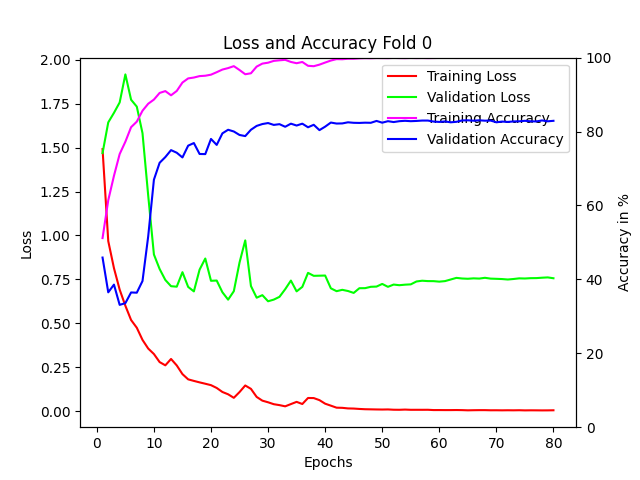 Loss and Accuracy Fold 0
Training Loss
Validation Loss
Training Accuracy
Validation Accuracy
Loss
2.00
1.75
1.50
1.25
1.00
0.75
0.50
0.25
0.00
Accuracy in %
100
80
60
40
20
0
0 10 20 30 40 50 60 70 80
Epochs